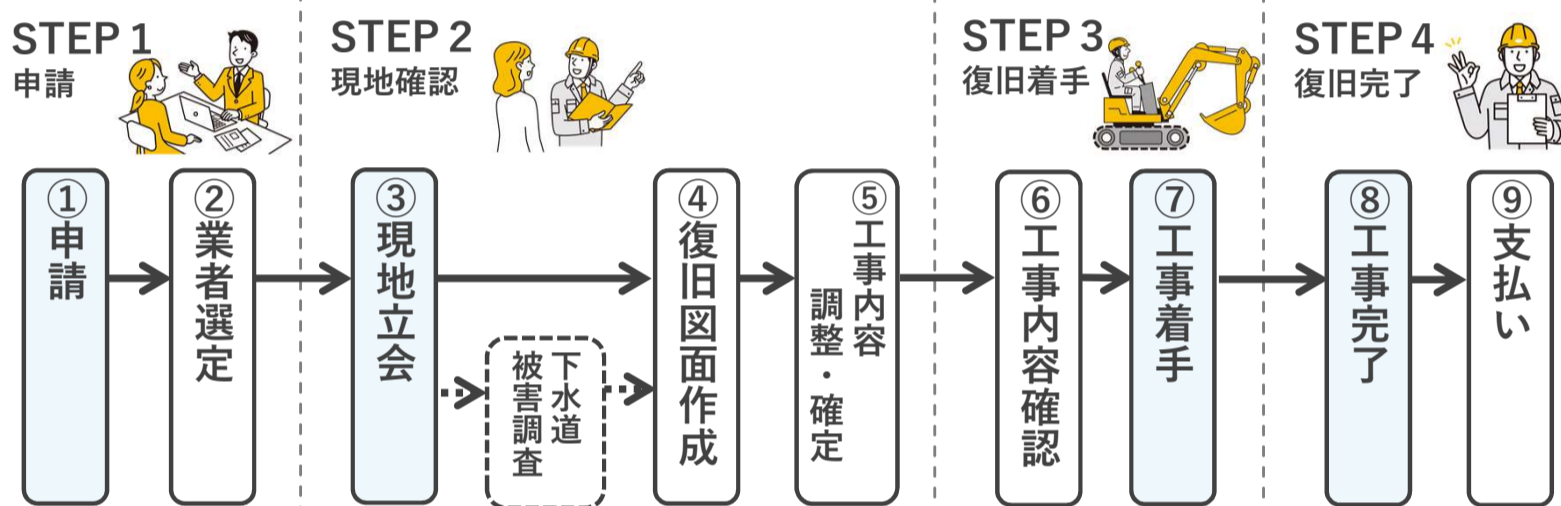 STEP 1
申請
STEP 2
現地確認
STEP 3
復旧着手
STEP 4
復旧完了
①申請
②業者選定
③現地立会
下水道
被害調査
④復旧図面作成
⑤工事内容
調整・確定
⑥工事内容確認
⑦工事着手
⑧工事完了
⑨支払い